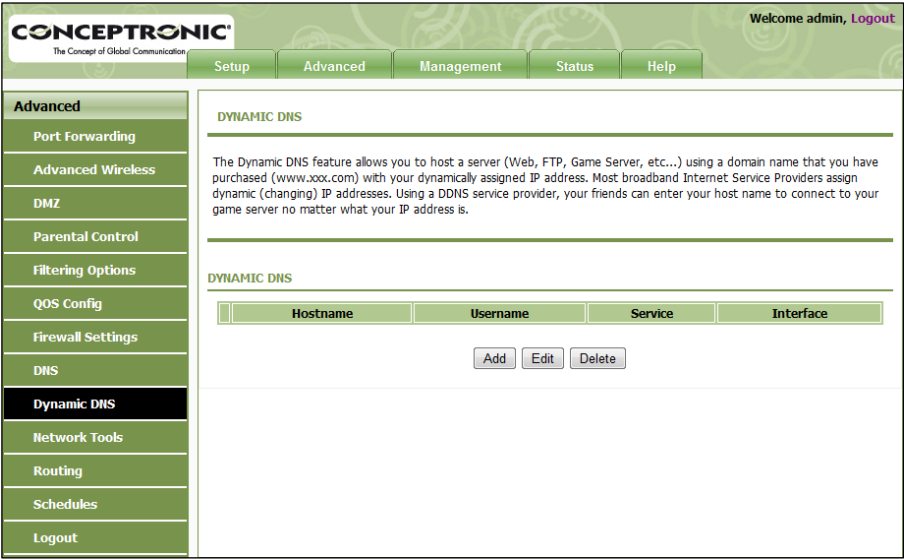 Welcome admin, Logout
CONCEPTRONIC®
The Concept of Global Communication
Setup
Advanced
Management
Status
Help
Advanced
Port Forwarding
Advanced Wireless
DMZ
Parental Control
Filtering Options
QOS Config
Firewall Settings
DNS
Dynamic DNS
Network Tools
Routing
Schedules
Logout
DYNAMIC DNS
The Dynamic DNS feature allows you to host a server (Web, FTP, Game Server, etc...) using a domain name that you have
purchased (www.xxx.com) with your dynamically assigned IP address. Most broadband Internet Service Providers assign
dynamic (changing) IP addresses. Using a DDNS service provider, your friends can enter your host name to connect to your
game server no matter what your IP address is.
DYNAMIC DNS
Hostname Username Service Interface
Add Edit Delete